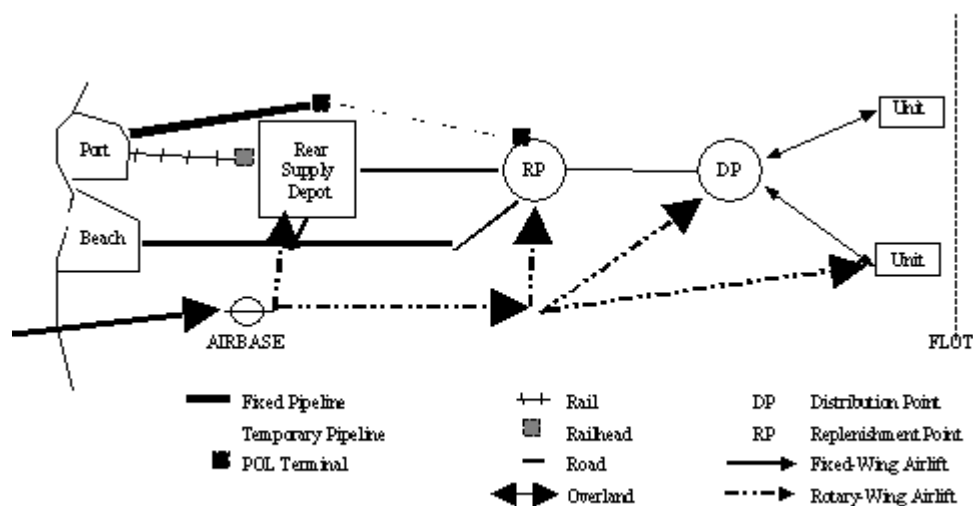 Unit
Port
Rear
Supply
Depot
RP
DP
Beach
Unit
AIRBASE
FLOT
Fixed Pipeline
Rail
DP
Distribution Point
Temporary Pipeline
Railhead
RP
Replenishment Point
POL Terminal
Road
Fixed-Wing Airlift
Overland
Rotary-Wing Airlift